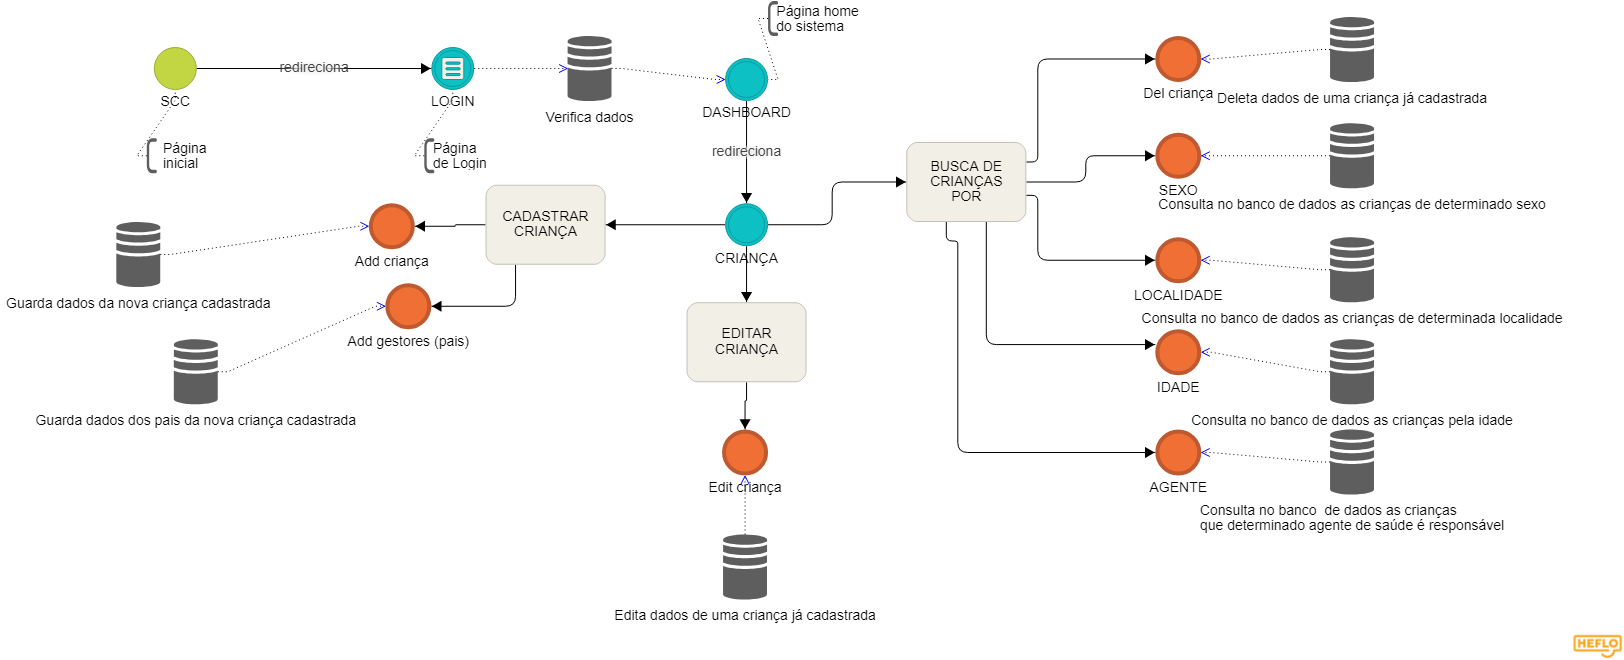 Página home
do sistema
redireciona
SCC
LOGIN
Verifica dados
DASHBOARD
Página
inicial
Página
de Login
redireciona
CADASTRAR
CRIANÇA
CRIANÇA
Add criança
Guarda dados da nova criança cadastrada
Add gestores (pais)
Guarda dados dos pais da nova criança cadastrada
EDITAR
CRIANÇA
Edit criança
Edita dados de uma criança já cadastrada
BUSCA DE
CRIANÇAS
POR
Del criança
Deleta dados de uma criança já cadastrada
SEXO
Consulta no banco de dados as crianças de determinado sexo
LOCALIDADE
Consulta no banco de dados as crianças de determinada localidade
IDADE
Consulta no banco de dados as crianças pela idade
AGENTE
Consulta no banco  de dados as crianças
que determinado agente de saúde é responsável
HEFLO